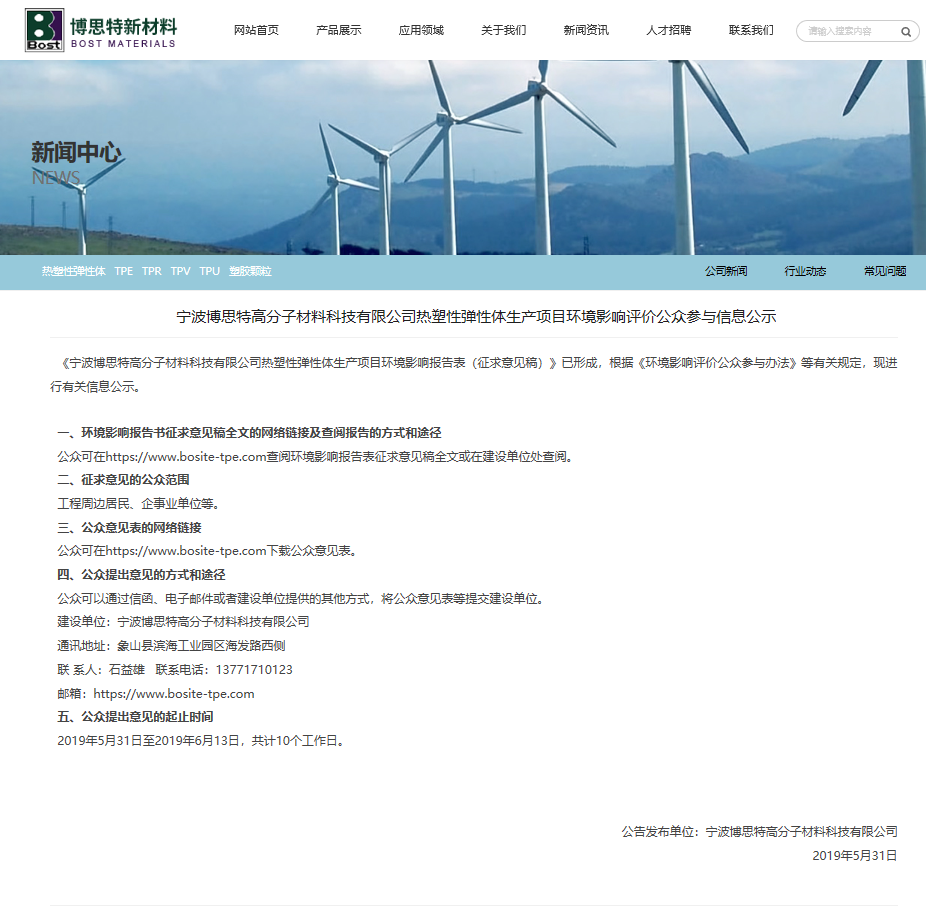 Bost
博思特新材料
BOST MATERIALS
网站首页 产品展示 应用领域 关于我们 新闻资讯 人才招聘 联系我们 请输入搜索内容
新闻中心
NEWS
热塑性弹性体 TPE TPR TPV TPU 塑胶颗粒 公司新闻 行业动态 常见问题
宁波博思特高分子材料科技有限公司热塑性弹性体生产项目环境影响评价公众参与信息公示
《宁波博思特高分子材料科技有限公司热塑性弹性体生产项目环境影响报告表（征求意见稿）》已形成，根据《环境影响评价公众参与办法》等有关规定，现进
行有关信息公示。
一、环境影响报告书征求意见稿全文的网络链接及查阅报告的方式和途径
公众可在https://www.bosite-tpe.com查阅环境影响报告表征求意见稿全文或在建设单位处查阅。
二、征求意见的公众范围
工程周边居民、企事业单位等。
三、公众意见表的网络链接
公众可在https://www.bosite-tpe.com下载公众意见表。
四、公众提出意见的方式和途径
公众可以通过信函、电子邮件或者建设单位提供的其他方式，将公众意见表等提交建设单位。
建设单位：宁波博思特高分子材料科技有限公司
通讯地址：象山县滨海工业园区海发路西侧
联 系人：石益雄 联系电话：13771710123
邮箱：https://www.bosite-tpe.com
五、公众提出意见的起止时间
2019年5月31日至2019年6月13日，共计10个工作日。
公告发布单位：宁波博思特高分子材料科技有限公司
2019年5月31日